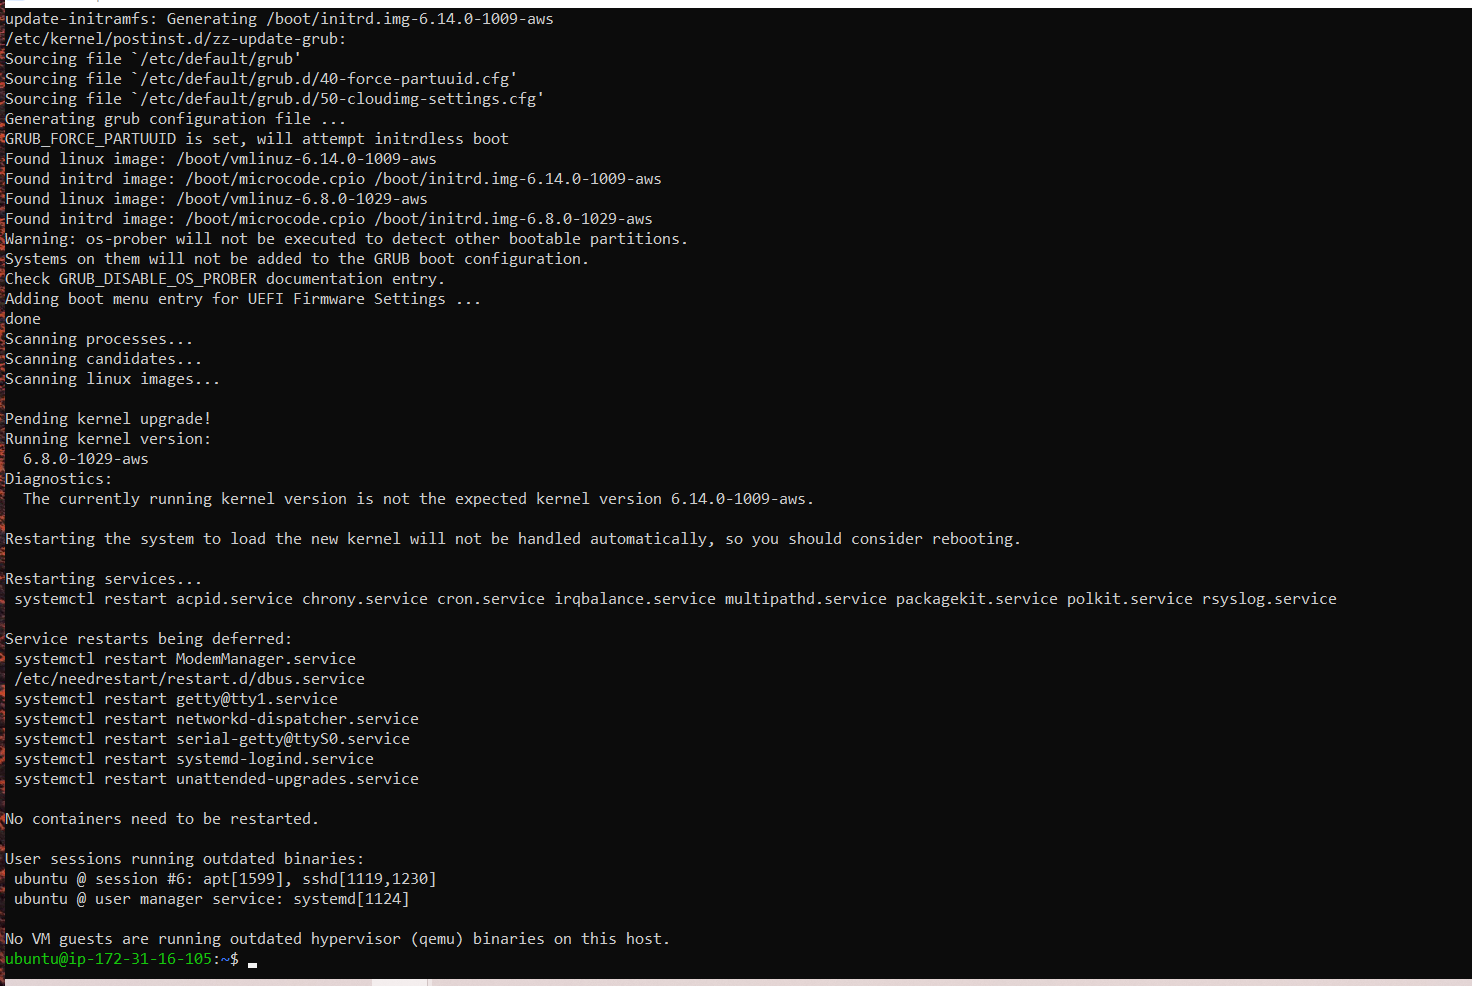 update-initramfs: Generating /boot/initrd.img-6.14.0-1009-aws
/etc/kernel/postinst.d/zz-update-grub:
Sourcing file `/etc/default/grub'
Sourcing file `/etc/default/grub.d/40-force-partuuid.cfg'
Sourcing file `/etc/default/grub.d/50-cloudimg-settings.cfg'
Generating grub configuration file ...
GRUB_FORCE_PARTUUID is set, will attempt initrdless boot
Found linux image: /boot/vmlinuz-6.14.0-1009-aws
Found initrd image: /boot/microcode.cpio /boot/initrd.img-6.14.0-1009-aws
Found linux image: /boot/vmlinuz-6.8.0-1029-aws
Found initrd image: /boot/microcode.cpio /boot/initrd.img-6.8.0-1029-aws
Warning: os-prober will not be executed to detect other bootable partitions.
Systems on them will not be added to the GRUB boot configuration.
Check GRUB_DISABLE_OS_PROBER documentation entry.
Adding boot menu entry for UEFI Firmware Settings ...
done
Scanning processes...
Scanning candidates...
Scanning linux images...

Pending kernel upgrade!
Running kernel version:
  6.8.0-1029-aws
Diagnostics:
  The currently running kernel version is not the expected kernel version 6.14.0-1009-aws.

Restarting the system to load the new kernel will not be handled automatically, so you should consider rebooting.

Restarting services...
 systemctl restart acpid.service chrony.service cron.service irqbalance.service multipathd.service packagekit.service polkit.service rsyslog.service

Service restarts being deferred:
 systemctl restart ModemManager.service
 /etc/needrestart/restart.d/dbus.service
 systemctl restart getty@tty1.service
 systemctl restart networkd-dispatcher.service
 systemctl restart serial-getty@ttyS0.service
 systemctl restart systemd-logind.service
 systemctl restart unattended-upgrades.service

No containers need to be restarted.

User sessions running outdated binaries:
 ubuntu @ session #6: apt[1599], sshd[1119,1230]
 ubuntu @ user manager service: systemd[1124]

No VM guests are running outdated hypervisor (qemu) binaries on this host.
ubuntu@ip-172-31-16-105:~$